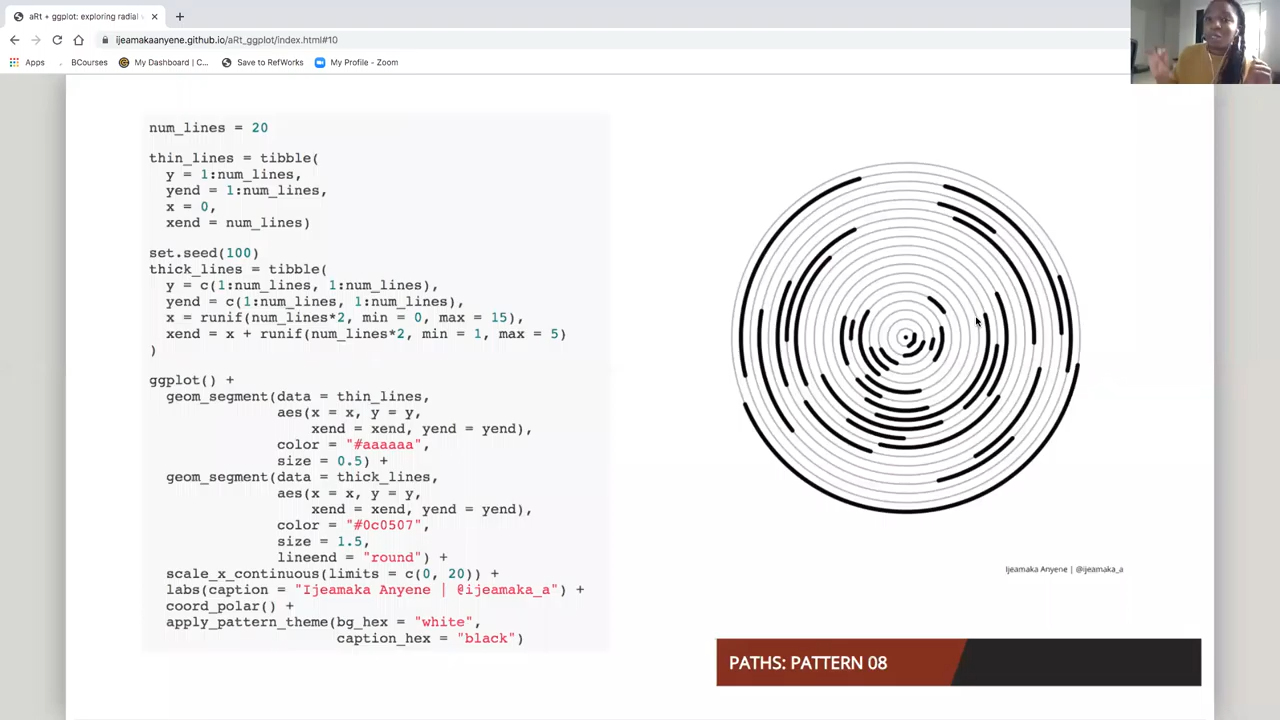 aRt + ggplot: exploring radial
ijeamakaanyene.github.io/aRt_ggplot/index.html#10
Apps
BCourses
My Dashboard | C...
Save to RefWorks
My Profile - Zoom
num_lines = 20
thin_lines = tibble(
y = 1:num_lines,
yend = 1:num_lines,
x = 0,
xend = num_lines)
set.seed(100)
thick_lines = tibble(
y = c(1:num_lines, 1:num_lines),
yend = c(1:num_lines, 1:num_lines),
x = runif(num_lines*2, min = 0, max = 15),
xend = x + runif(num_lines*2, min = 1, max = 5)
)
ggplot() +
geom_segment(data = thin_lines,
aes(x = x, y = y,
xend = xend, yend = yend),
color = "#aaaaaa",
size = 0.5) +
geom_segment(data = thick_lines,
aes(x = x, y = y,
xend = xend, yend = yend),
color = "#0c0507",
size = 1.5,
lineend = "round") +
scale_x_continuous(limits = c(0, 20)) +
labs(caption = "Ijeamaka Anyene | @ijeamaka_a") +
coord_polar() +
apply_pattern_theme(bg_hex = "white",
caption_hex = "black")
Ijeamaka Anyene | @ijeamaka_a
PATHS: PATTERN 08